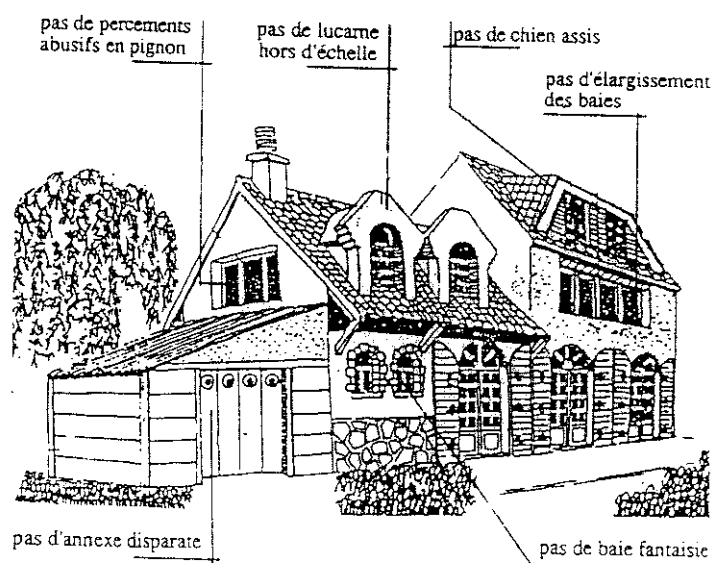 pas de percements
abusifs en pignon
pas de lucarne
hors d'échelle
pas de chien assis
pas d'élargissement
des baies
pas d'annexe disparate
pas de baie fantaisie